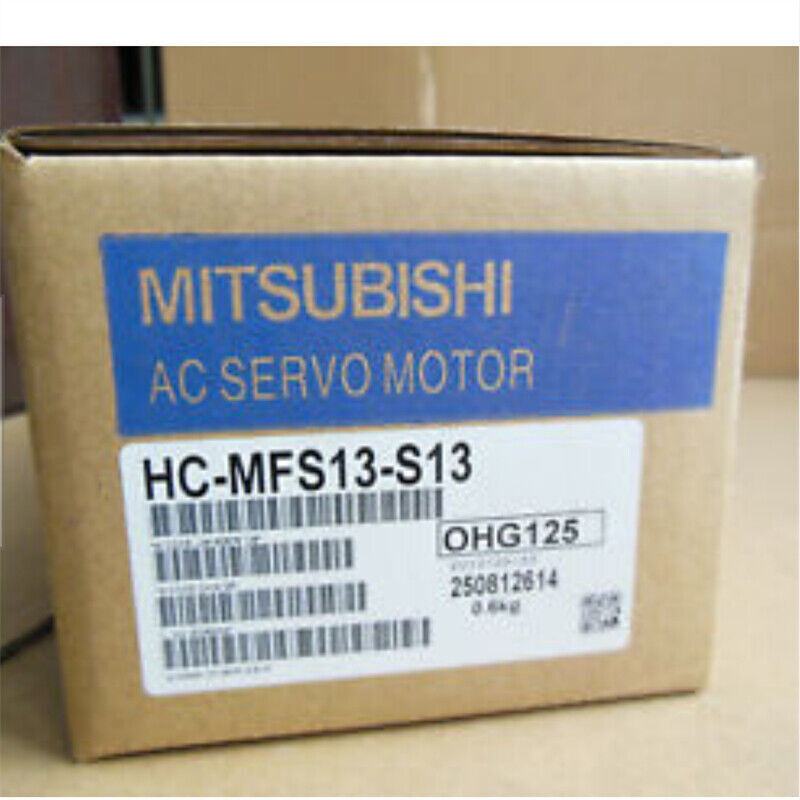 MITSUBISHI
AC SERVO MOTOR
HC-MFS13-S13
OHG125
250812614
0.6kg